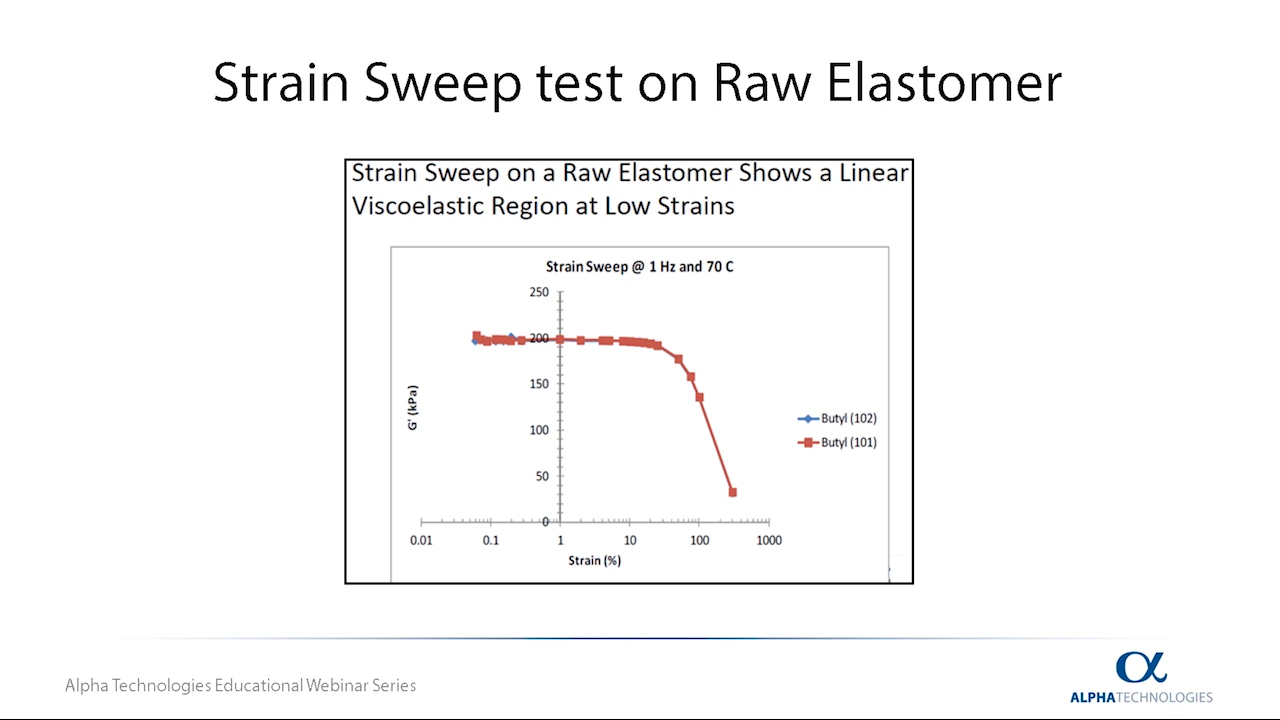 Strain Sweep test on Raw Elastomer
Strain Sweep on a Raw Elastomer Shows a Linear
Viscoelastic Region at Low Strains
Strain Sweep @ 1 Hz and 70 C
250
200
150
100
50
0
G' (kPa)
0.01 0.1 1 10 100 1000
Strain (%)
Butyl (102)
Butyl (101)
Alpha Technologies Educational Webinar Series
α
ALPHATECHNOLOGIES